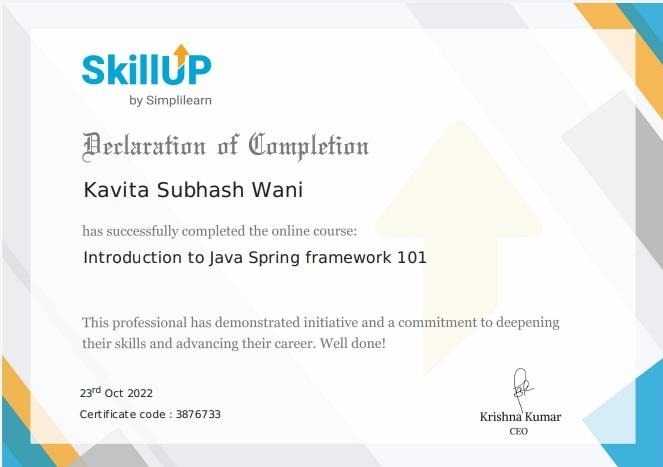 SkillUP
by Simplilearn
Declaration of Completion
Kavita Subhash Wani
has successfully completed the online course:
Introduction to Java Spring framework 101
This professional has demonstrated initiative and a commitment to deepening
their skills and advancing their career. Well done!
23rd Oct 2022
Certificate code : 3876733
Krishna Kumar
CEO